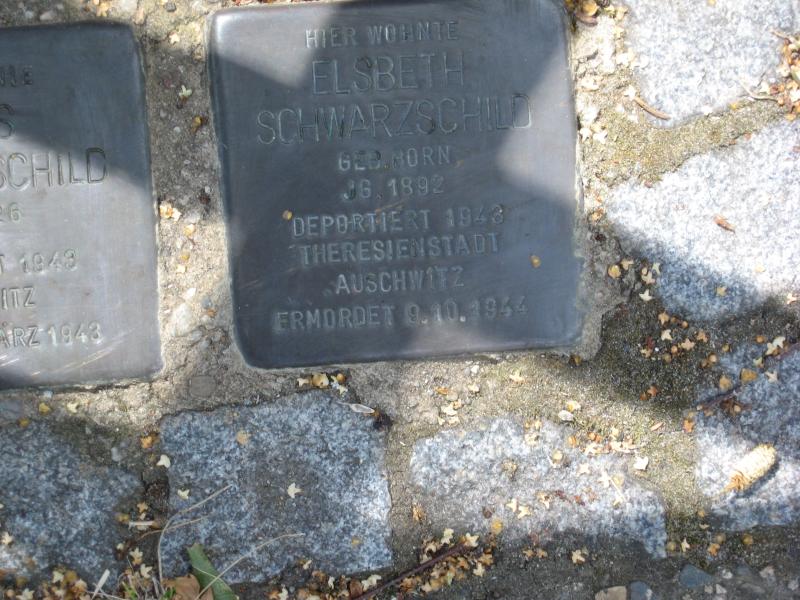 S
SCHILD
26
1943
ITZ
ÄRZ 1943
HIER WOHNTE
ELSBETH
SCHWARZSCHILD
GEB. HORN
JG. 1892
DEPORTIERT 1943
THERESIENSTADT
AUSCHWITZ
ERMORDET 9.10.1944